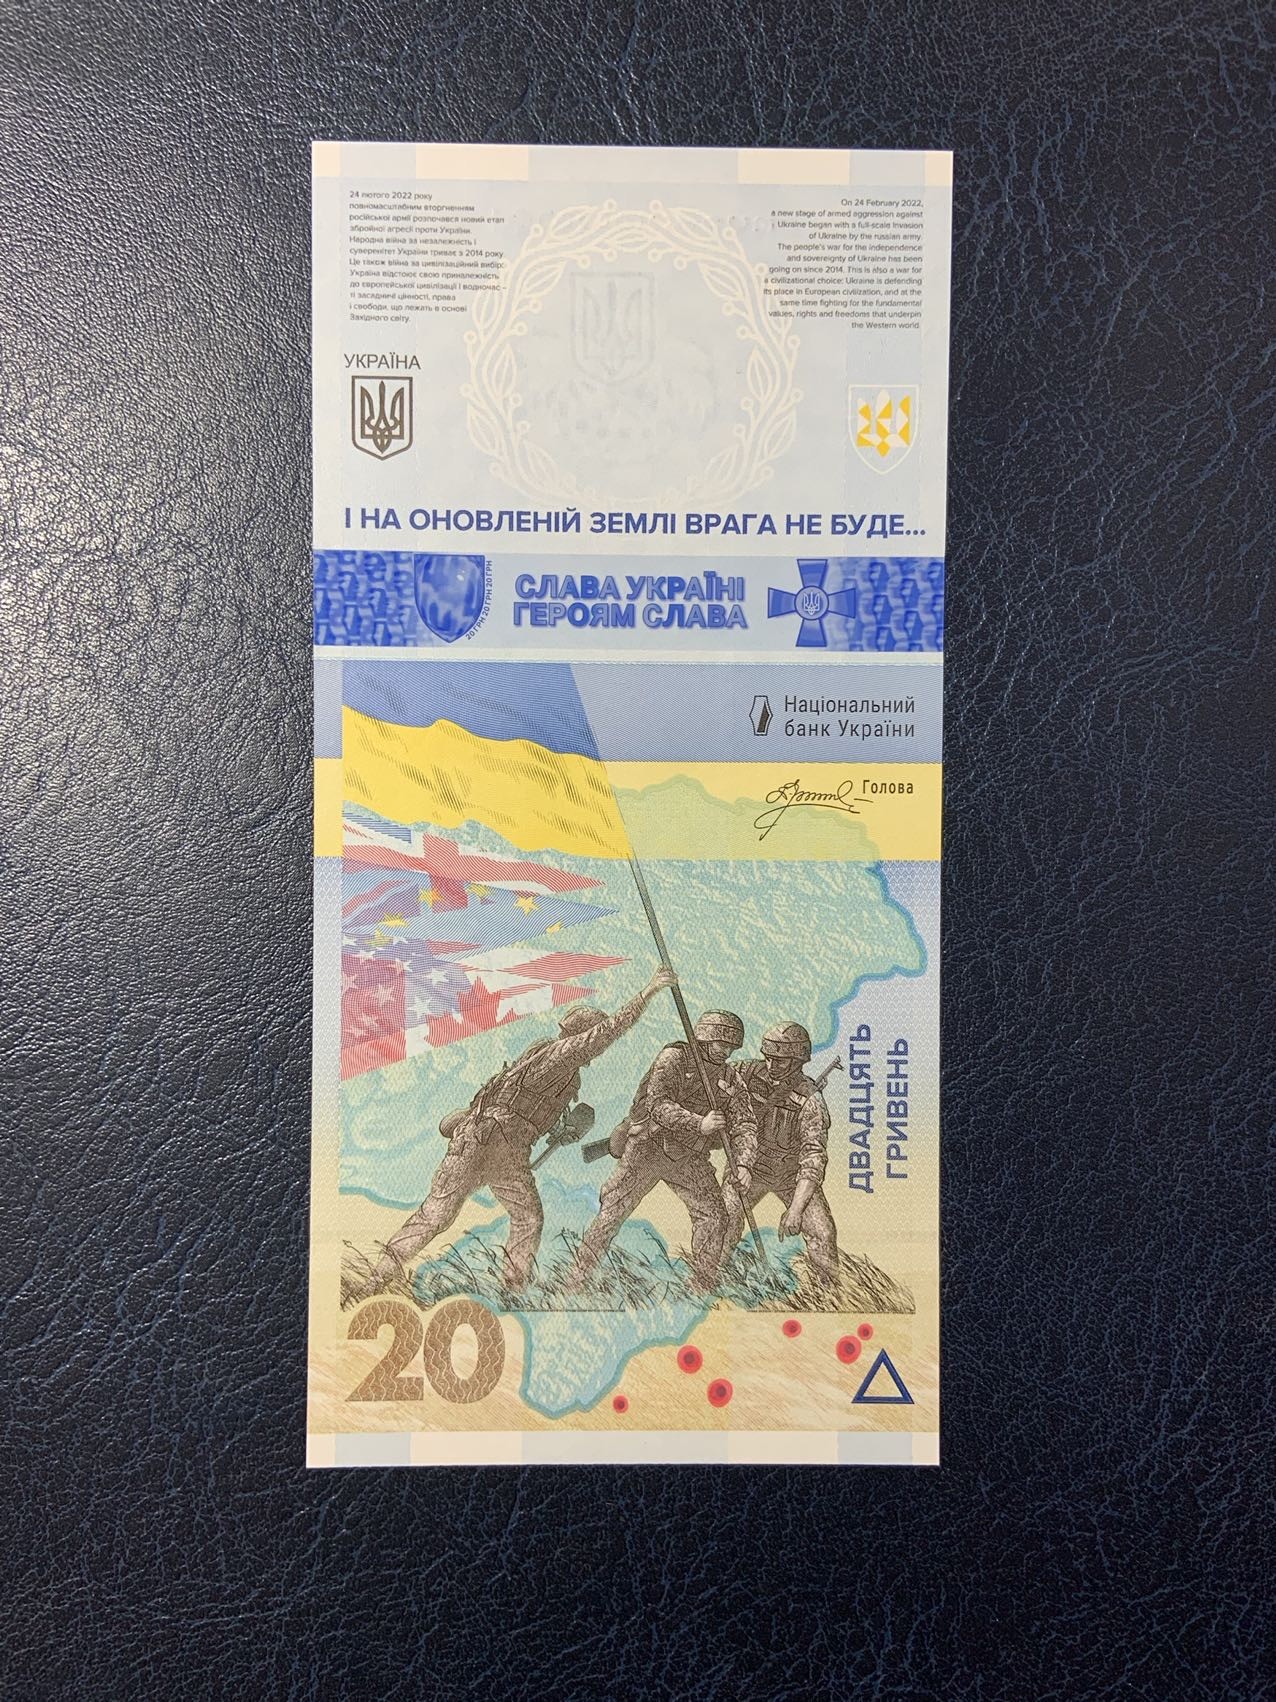 24 лютого 2022 року
повномасштабним вторгненням
російської армії розпочався новий етап
збройної агресії проти України.
Народна війна за незалежність і
суверенітет України триває з 2014 року.
Це також війна за цивілізаційний вибір:
Україна відстоює свою приналежність
до європейської цивілізації і водночас –
ті засадничі цінності, права
і свободи, що лежать в основі
Західного світу.
On 24 February 2022,
a new stage of armed aggression against
Ukraine began with a full-scale invasion
of Ukraine by the russian army.
The people's war for the independence
and sovereignty of Ukraine has been
going on since 2014. This is also a war for
a civilizational choice: Ukraine is defending
its place in European civilization, and at the
same time fighting for the fundamental
values, rights and freedoms that underpin
the Western world.
УКРАЇНА
І НА ОНОВЛЕНІЙ ЗЕМЛІ ВРАГА НЕ БУДЕ...
20 ГРН 20 ГРН 20 ГРН
СЛАВА УКРАЇНІ
ГЕРОЯМ СЛАВА
Національний
банк України
Голова
ДВАДЦЯТЬ
ГРИВЕНЬ
20